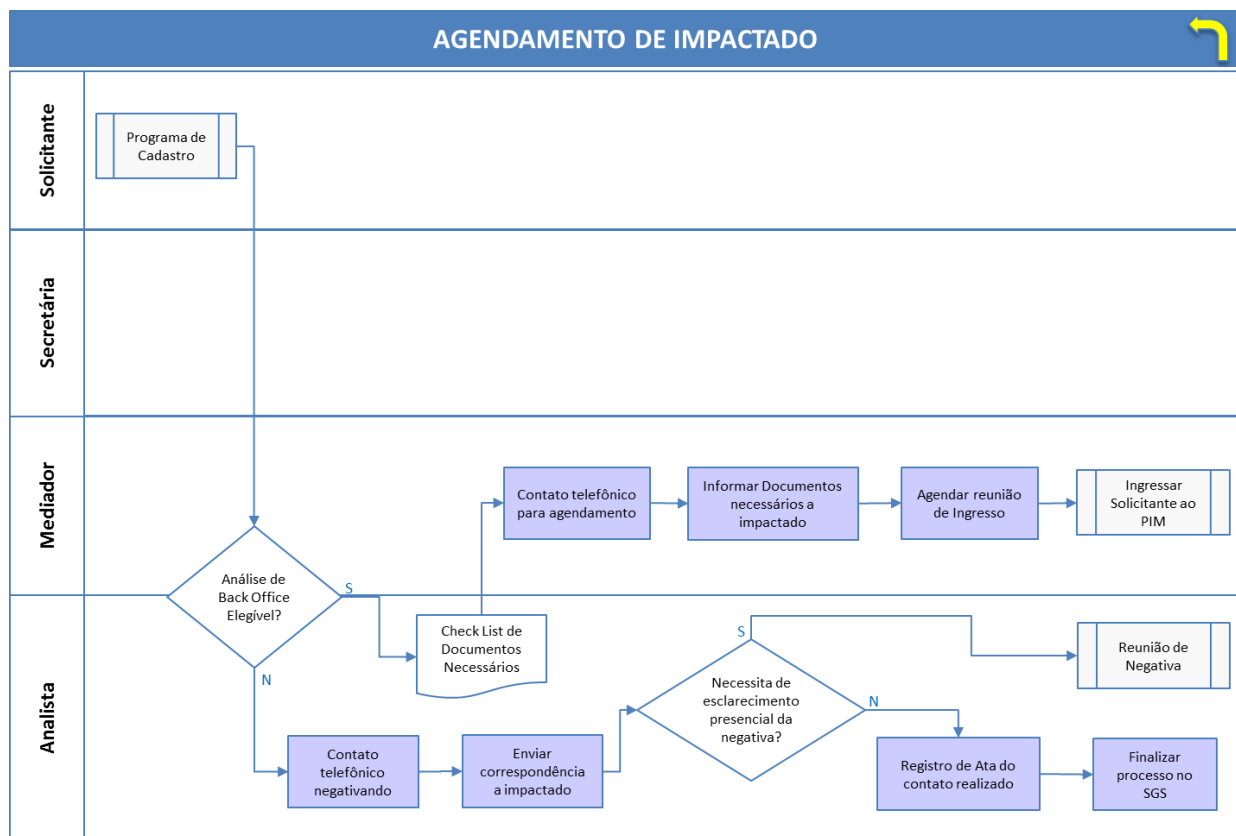 AGENDAMENTO DE IMPACTADO
Solicitante
Programa de
Cadastro
Secretária
Mediador
Contato telefônico
para agendamento
Informar Documentos
necessários a
impactado
Agendar reunião
de Ingresso
Ingressar
Solicitante ao
PIM
Análise de
Back Office
Elegível?
S
N
Analista
Check List de
Documentos
Necessários
Contato
telefônico
negativando
Enviar
correspondência
a impactado
Necessita de
esclarecimento
presencial da
negativa?
S
N
Reunião de
Negativa
Registro de Ata do
contato realizado
Finalizar
processo no
SGS